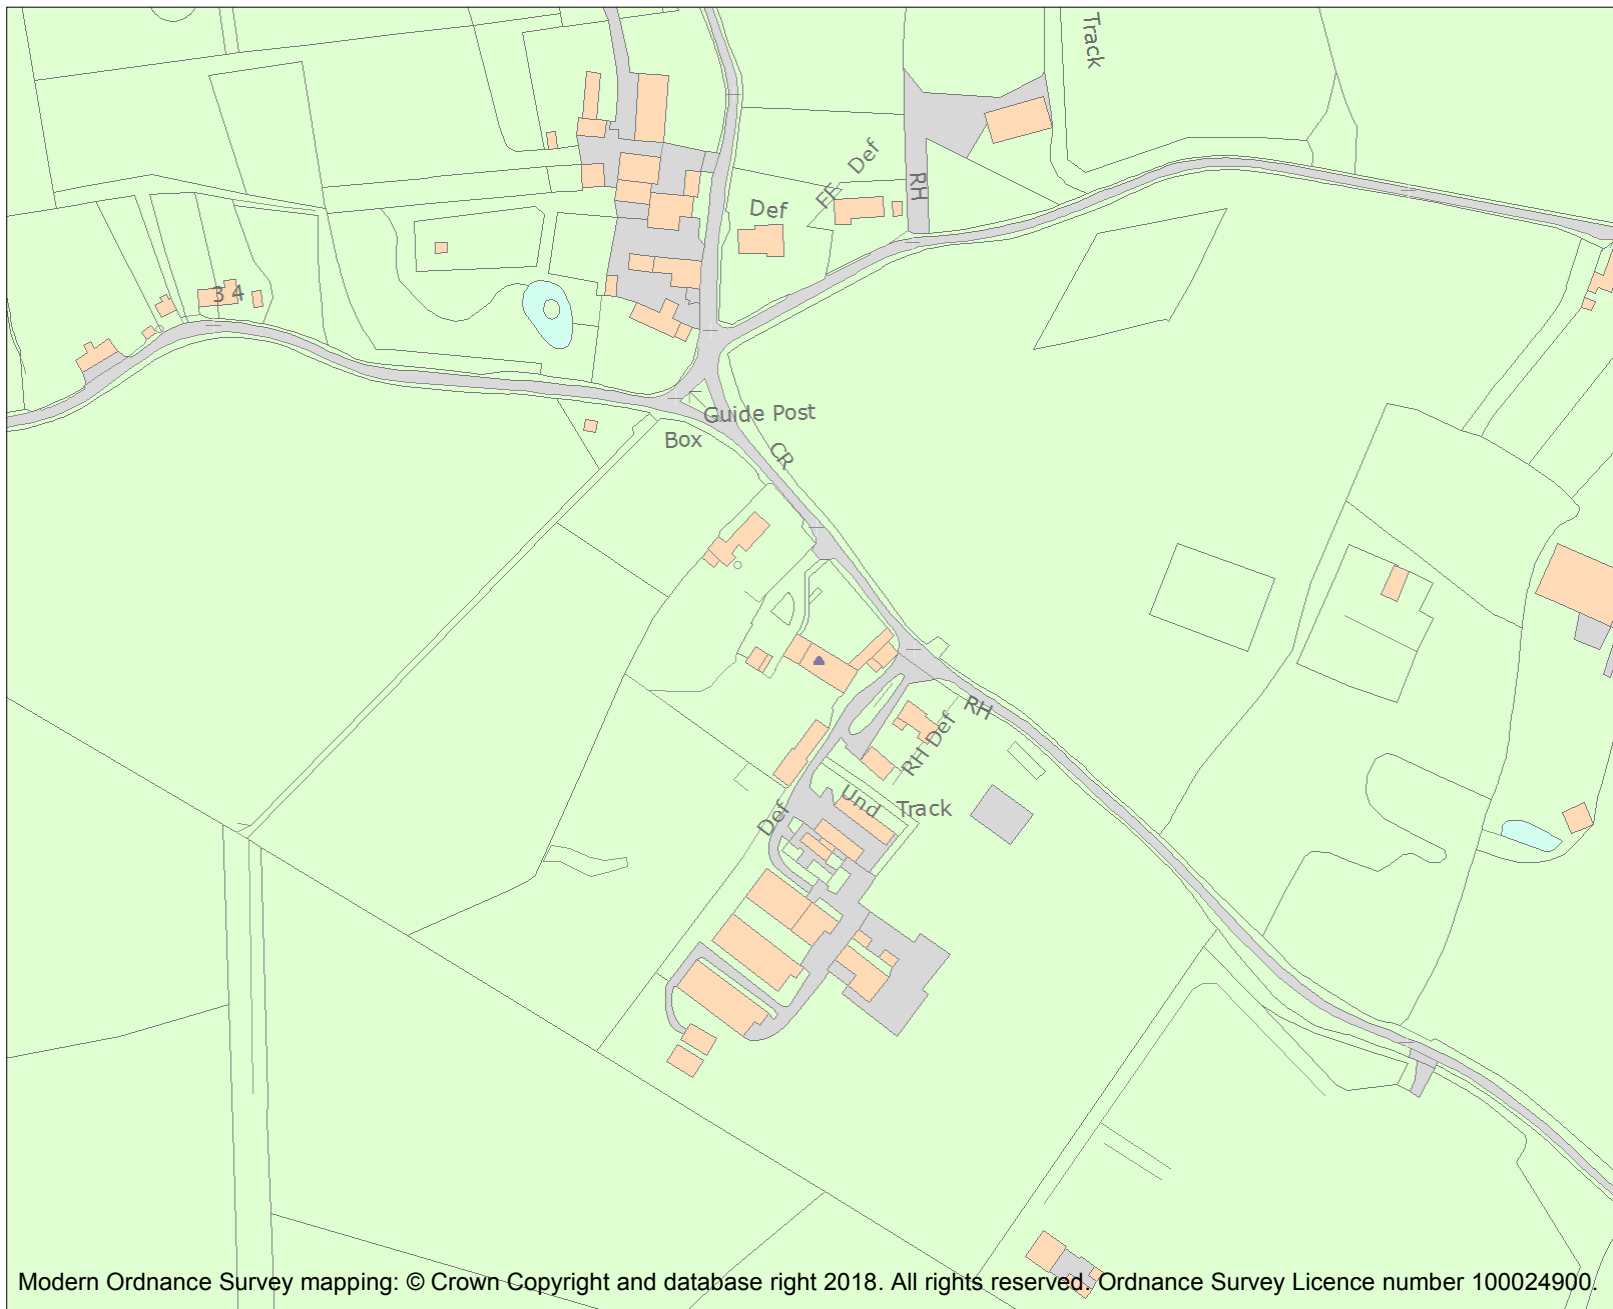 Track
Def
RH
EF
Def
3 4
Guide Post
Box
CR
RH
Def
RH
Und
Track
Def
Modern Ordnance Survey mapping: © Crown Copyright and database right 2018. All rights reserved. Ordnance Survey Licence number 100024900.